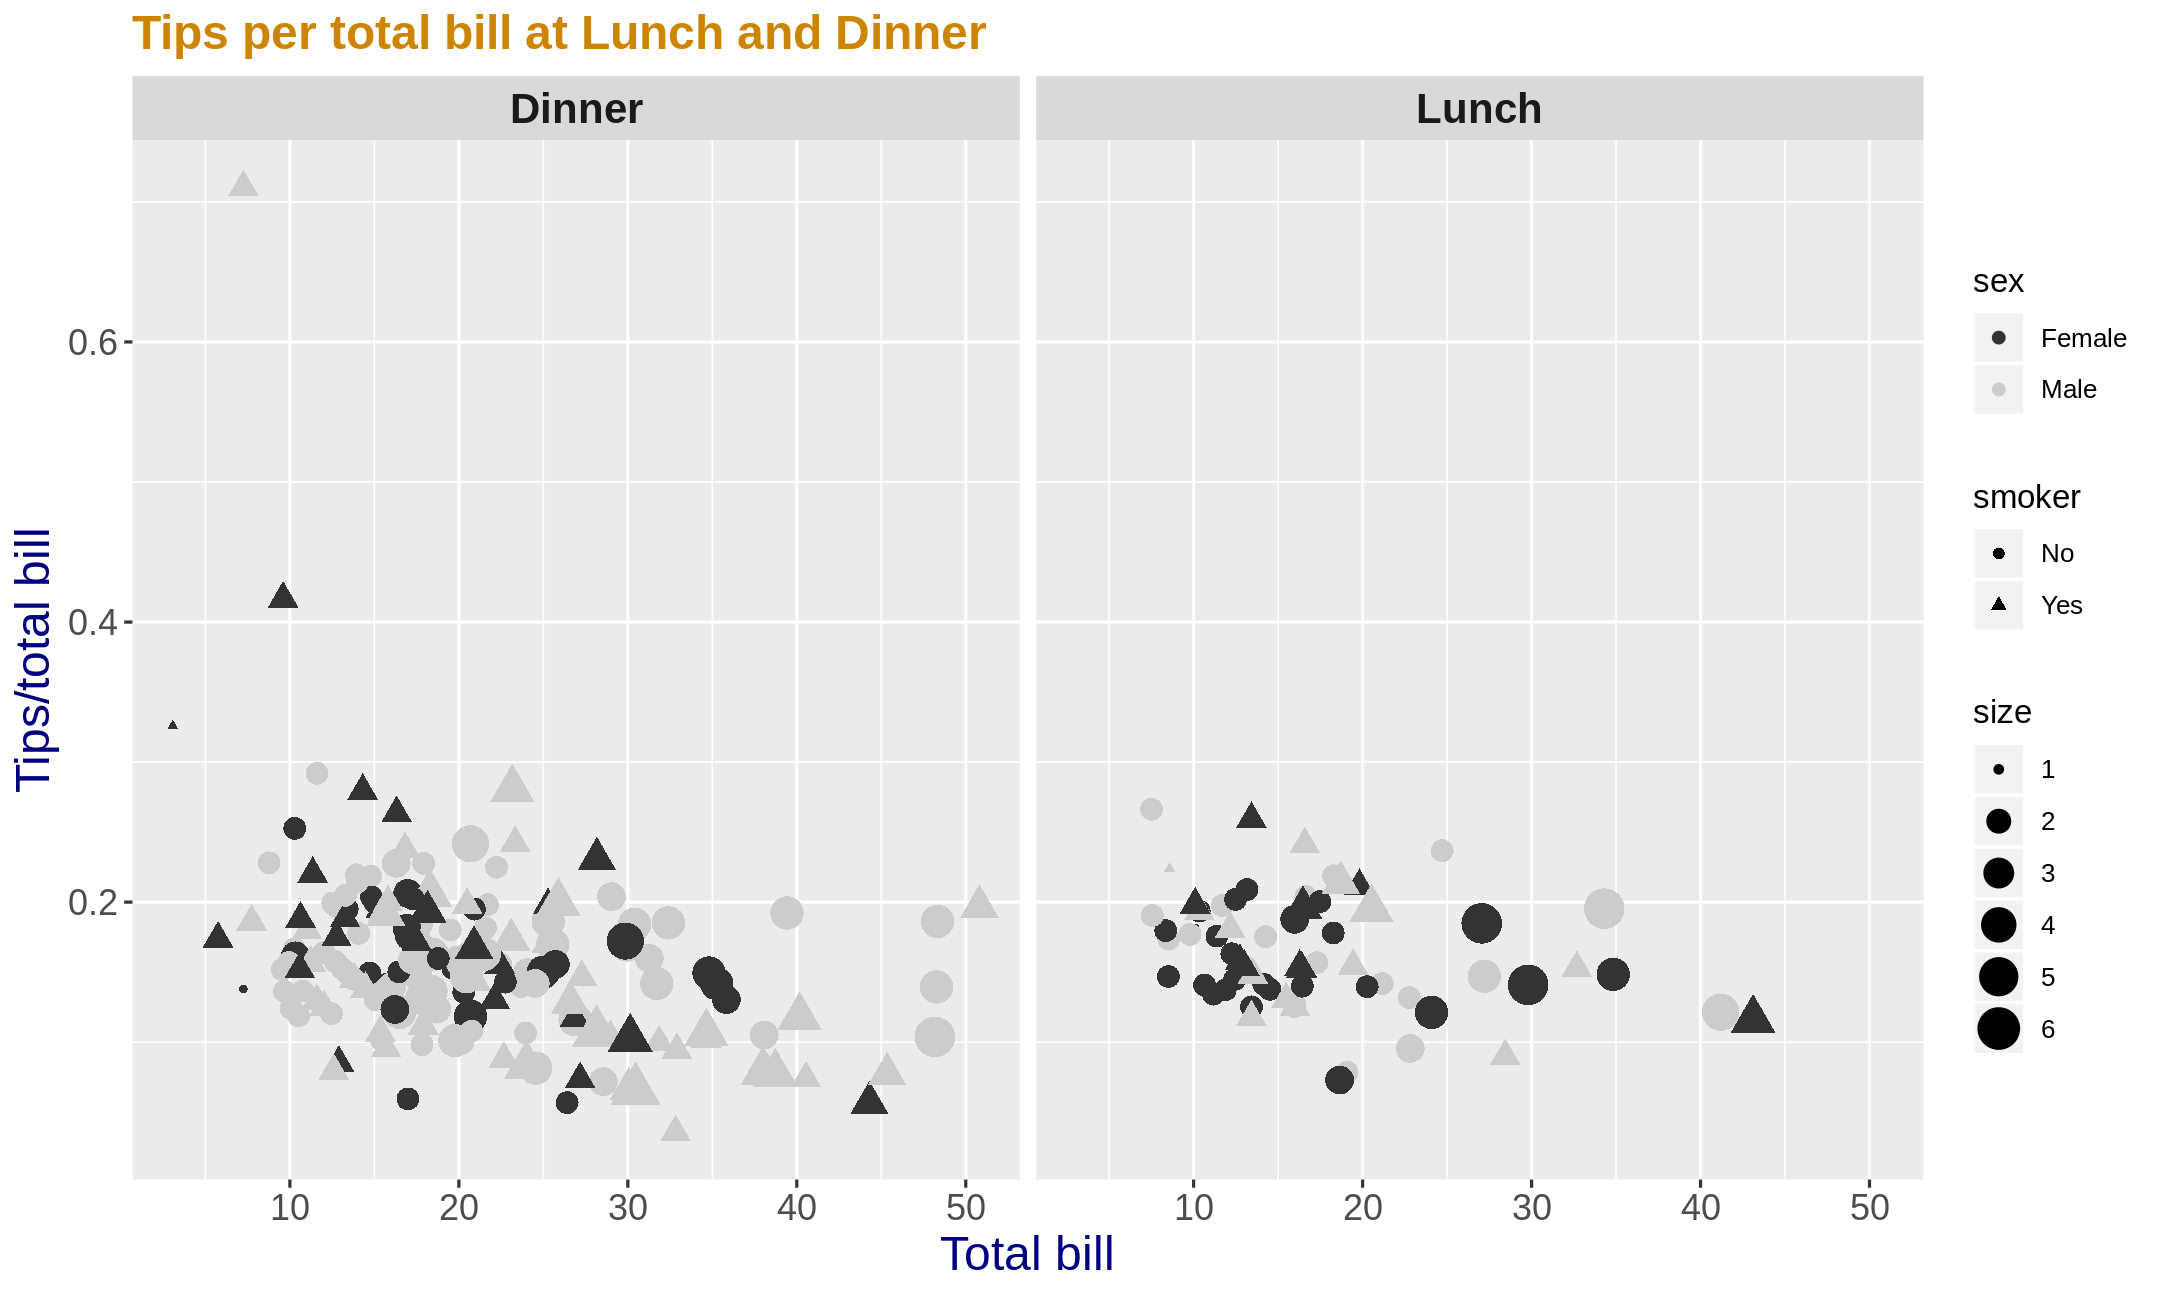 Tips per total bill at Lunch and Dinner
Dinner
Lunch
Tips/total bill
0.6
0.4
0.2
10 20 30 40 50
10 20 30 40 50
Total bill
sex
Female
Male
smoker
No
Yes
size
1
2
3
4
5
6